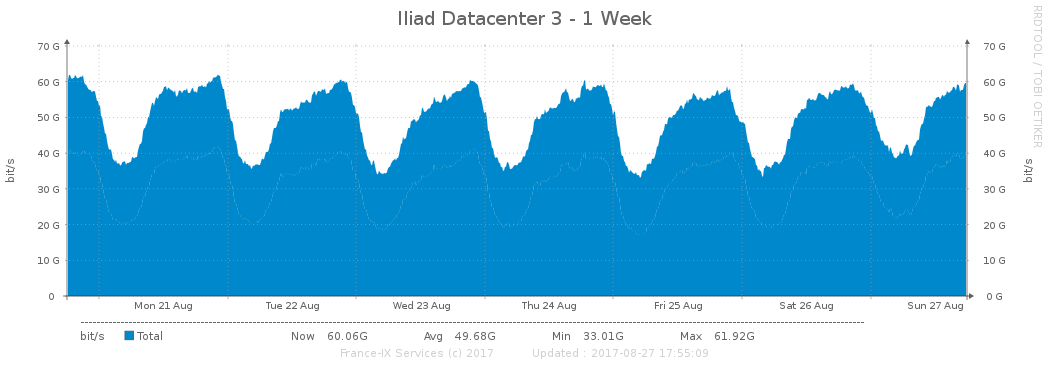 Iliad Datacenter 3 - 1 Week
RRDTOOL / TOBI OETIKER
70 G 70 G
60 G 60 G
50 G 50 G
40 G 40 G
30 G 30 G
20 G 20 G
10 G 10 G
0 0 G
bit/s bit/s
Mon 21 Aug Tue 22 Aug Wed 23 Aug Thu 24 Aug Fri 25 Aug Sat 26 Aug Sun 27 Aug
bit/s Total Now 60.06G Avg 49.68G Min 33.01G Max 61.92G
France-IX Services (c) 2017 Updated : 2017-08-27 17:55:09